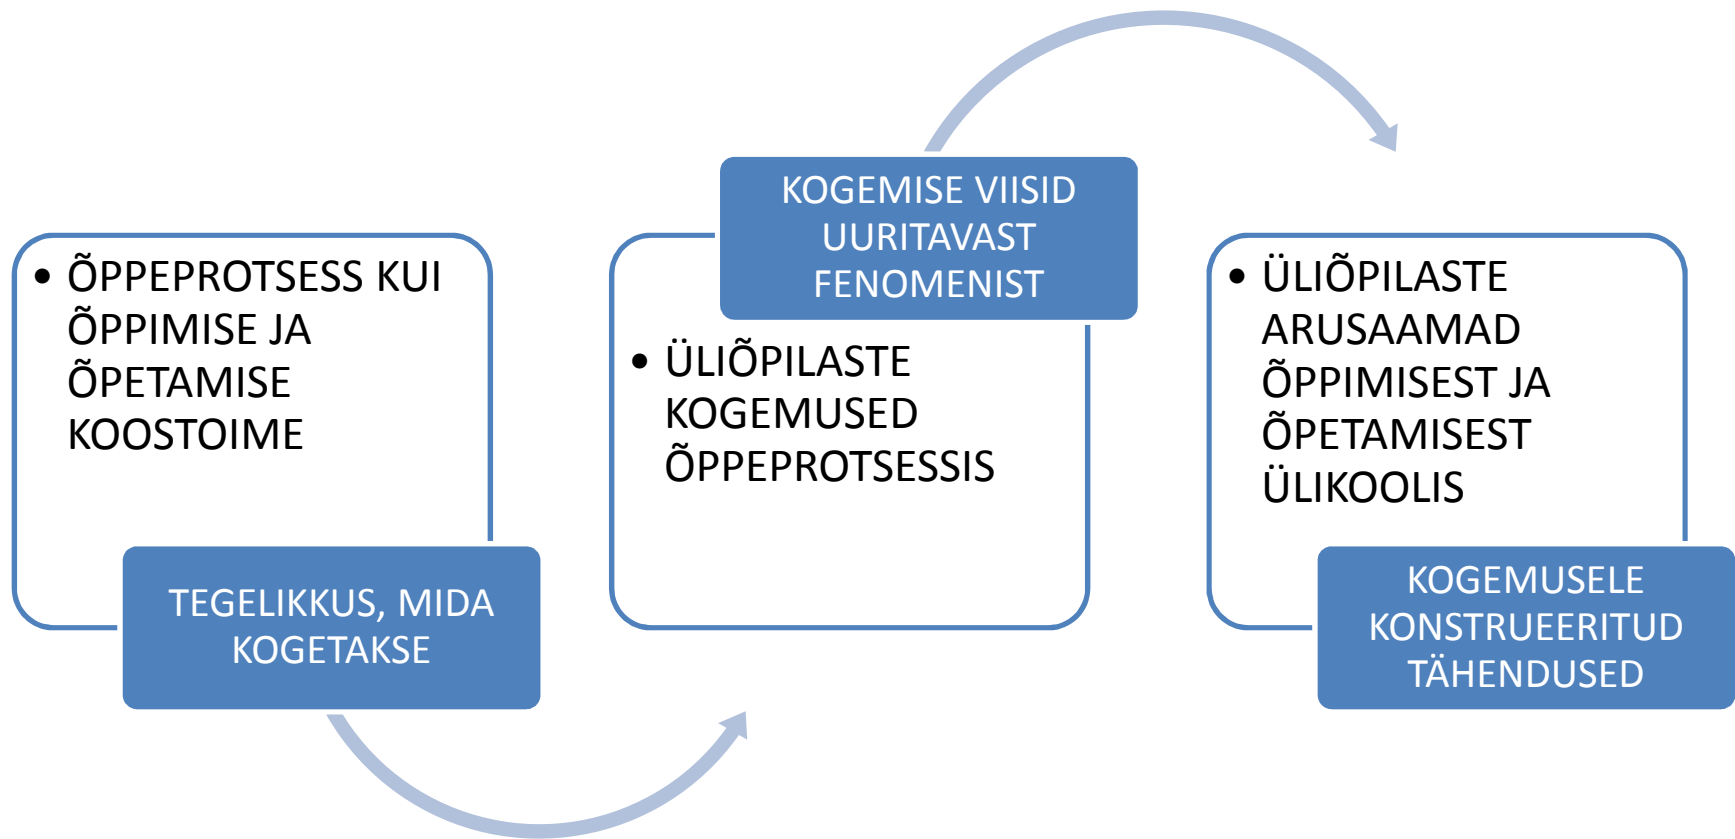 • ÕPPEPROTSESS KUI
ÕPPIMISE JA
ÕPETAMISE
KOOSTOIME
TEGELIKKUS, MIDA
KOGETAKSE
KOGEMISE VIISID
UURITAVAST
FENOMENIST
• ÜLIÕPILASTE
KOGEMUSED
ÕPPEPROTSESSIS
• ÜLIÕPILASTE
ARUSAAMAD
ÕPPIMISEST JA
ÕPETAMISEST
ÜLIKOOLIS
KOGEMUSELE
KONSTRUEERITUD
TÄHENDUSED